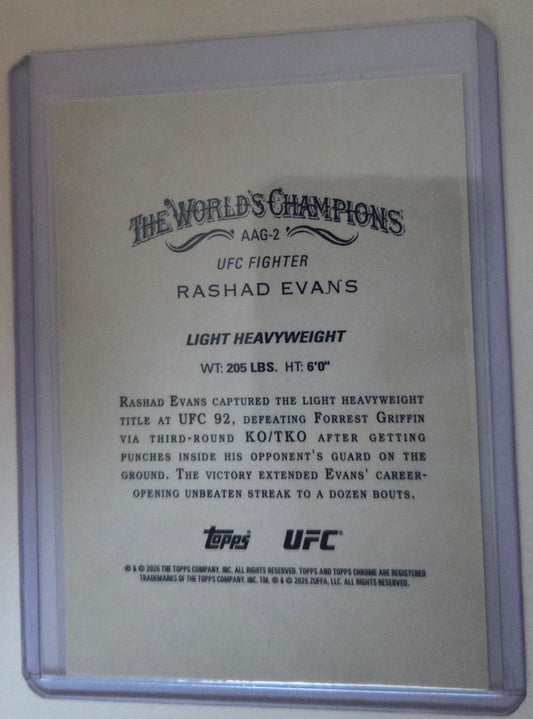 THE WORLD'S CHAMPIONS
AAG-2
UFC FIGHTER
RASHAD EVANS
LIGHT HEAVYWEIGHT
WT: 205 LBS. HT: 6'0"
RASHAD EVANS CAPTURED THE LIGHT HEAVYWEIGHT
TITLE AT UFC 92, DEFEATING FORREST GRIFFIN
VIA THIRD-ROUND KO/TKO AFTER GETTING
PUNCHES INSIDE HIS OPPONENT'S GUARD ON THE
GROUND. THE VICTORY EXTENDED EVANS' CAREER-
OPENING UNBEATEN STREAK TO A DOZEN BOUTS.
Topps UFC®
® & © 2025 THE TOPPS COMPANY, INC. ALL RIGHTS RESERVED. TOPPS AND TOPPS CHROME ARE REGISTERED
TRADEMARKS OF THE TOPPS COMPANY, INC. TM, ® & © 2025 ZUFFA, LLC. ALL RIGHTS RESERVED.